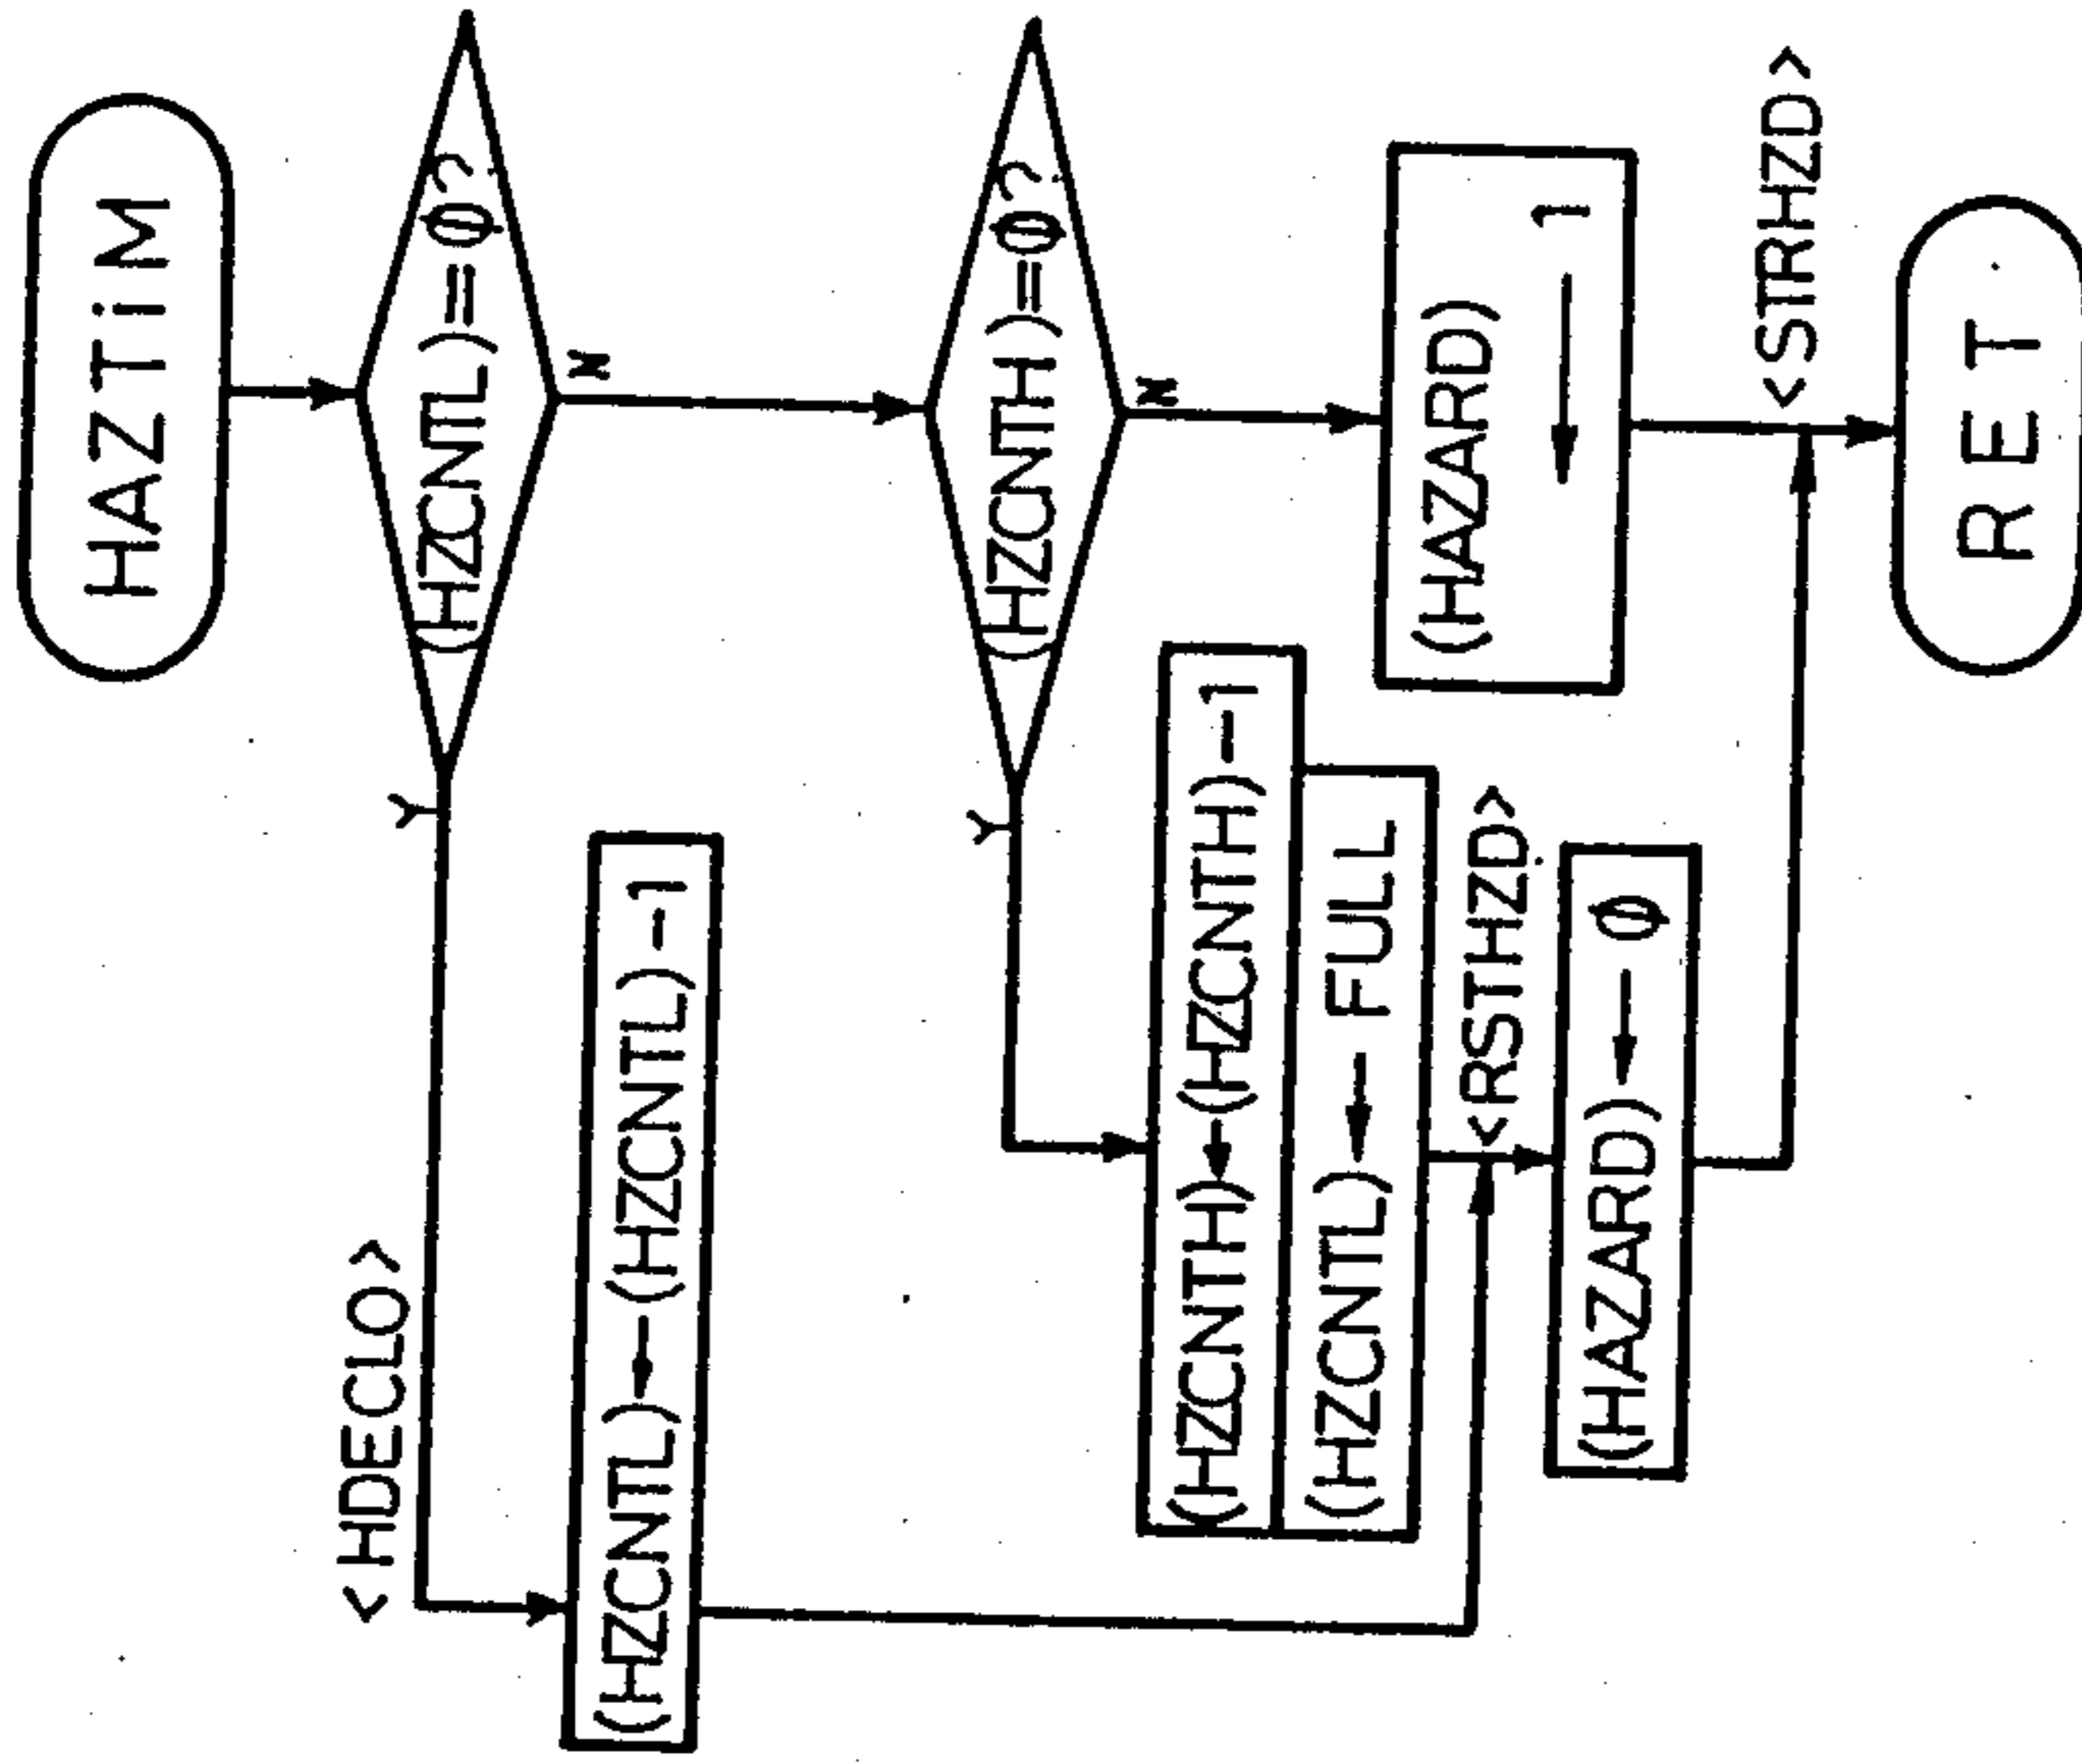 HAZTiM
(HZCNTL)=φ?
N
Y
<HDECLO>
(HZCNTL)←(HZCNTL)-1
(HZCNTH)=φ?
N
Y
(HZCNTH)←(HZCNTH)-1
(HZCNTL)← FULL
<RSTHZD>
(HAZARD)← φ
(HAZARD)
← 1
<STRHZD>
RET